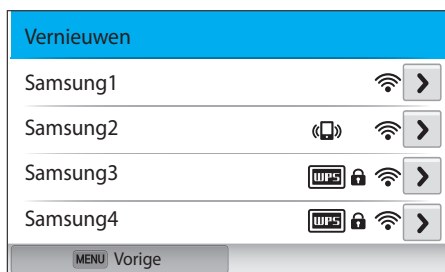 Vernieuwen
Samsung1
Samsung2
Samsung3 WPS
Samsung4 WPS
MENU Vorige